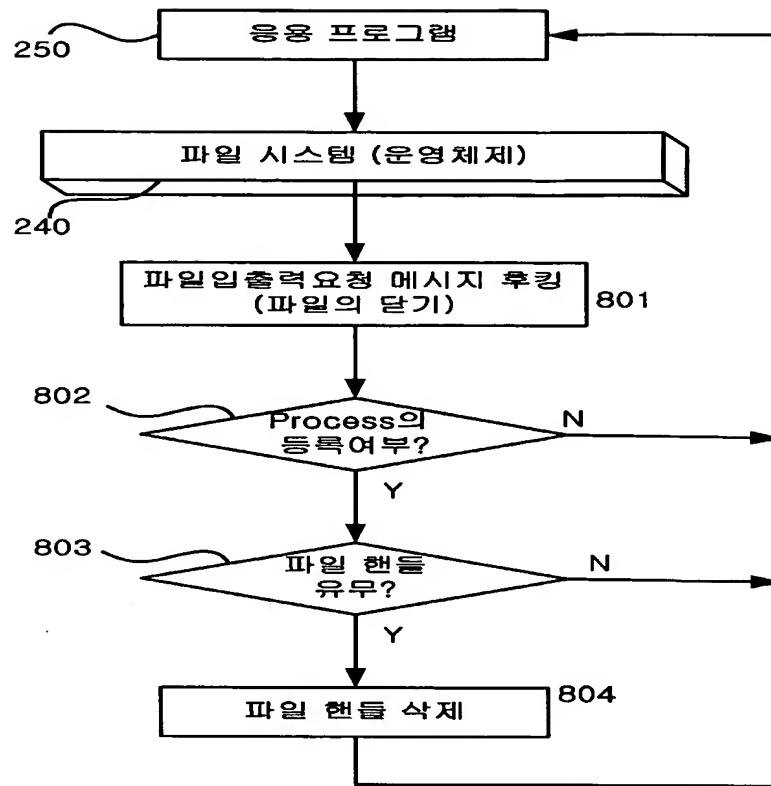 응용 프로그램
250
파일 시스템 (운영체제)
240
파일입출력요청 메시지 후킹
(파일의 닫기)
801
802
Process의
등록여부?
N
Y
803
파일 핸들
유무?
N
Y
파일 핸들 삭제
804